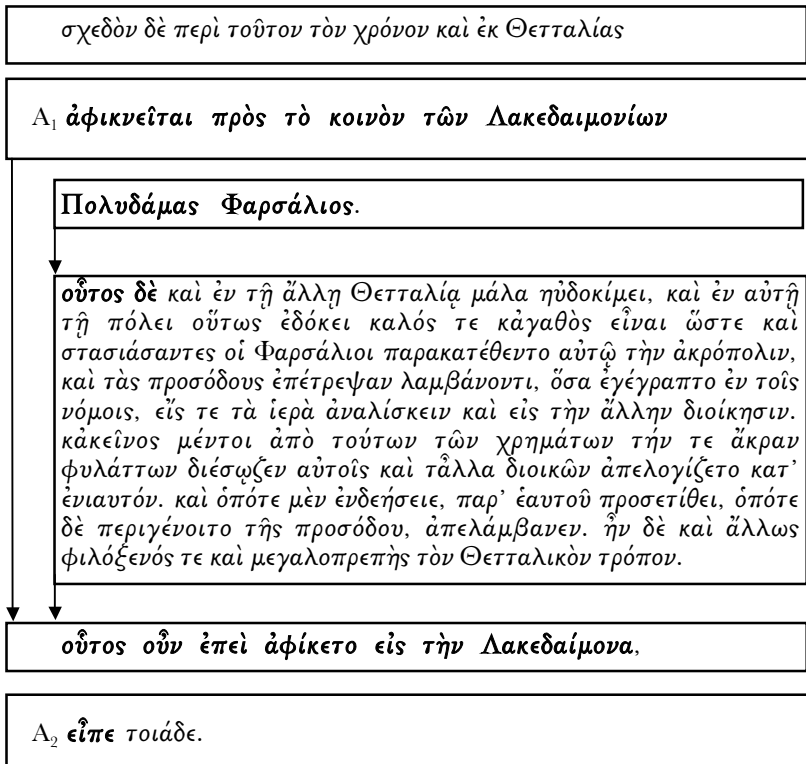 σχεδὸν δὲ περὶ τοῦτον τὸν χρόνον καὶ ἐκ Θετταλίας
A₁ ἀφικνεῖται πρὸς τὸ κοινὸν τῶν Λακεδαιμονίων
Πολυδάμας Φαρσάλιος.
οὗτος δὲ καὶ ἐν τῇ ἄλλῃ Θετταλίᾳ μάλα ηὐδοκίμει, καὶ ἐν αὐτῇ
τῇ πόλει οὕτως ἐδόκει καλός τε κἀγαθὸς εἶναι ὥστε καὶ
στασιάσαντες οἱ Φαρσάλιοι παρακατέθεντο αὐτῷ τὴν ἀκρόπολιν,
καὶ τὰς προσόδους ἐπέτρεψαν λαμβάνοντι, ὅσα ἐγέγραπτο ἐν τοῖς
νόμοις, εἴς τε τὰ ἱερὰ ἀναλίσκειν καὶ εἰς τὴν ἄλλην διοίκησιν.
κἀκεῖνος μέντοι ἀπὸ τούτων τῶν χρημάτων τήν τε ἄκραν
φυλάττων διέσῳζεν αὐτοῖς καὶ τἆλλα διοικῶν ἀπελογίζετο κατ’
ἐνιαυτόν. καὶ ὁπότε μὲν ἐνδεήσειε, παρ’ ἑαυτοῦ προσετίθει, ὁπότε
δὲ περιγένοιτο τῆς προσόδου, ἀπελάμβανεν. ἦν δὲ καὶ ἄλλως
φιλόξενός τε καὶ μεγαλοπρεπὴς τὸν Θετταλικὸν τρόπον.
οὗτος οὖν ἐπεὶ ἀφίκετο εἰς τὴν Λακεδαίμονα,
A₂ εἶπε τοιάδε.